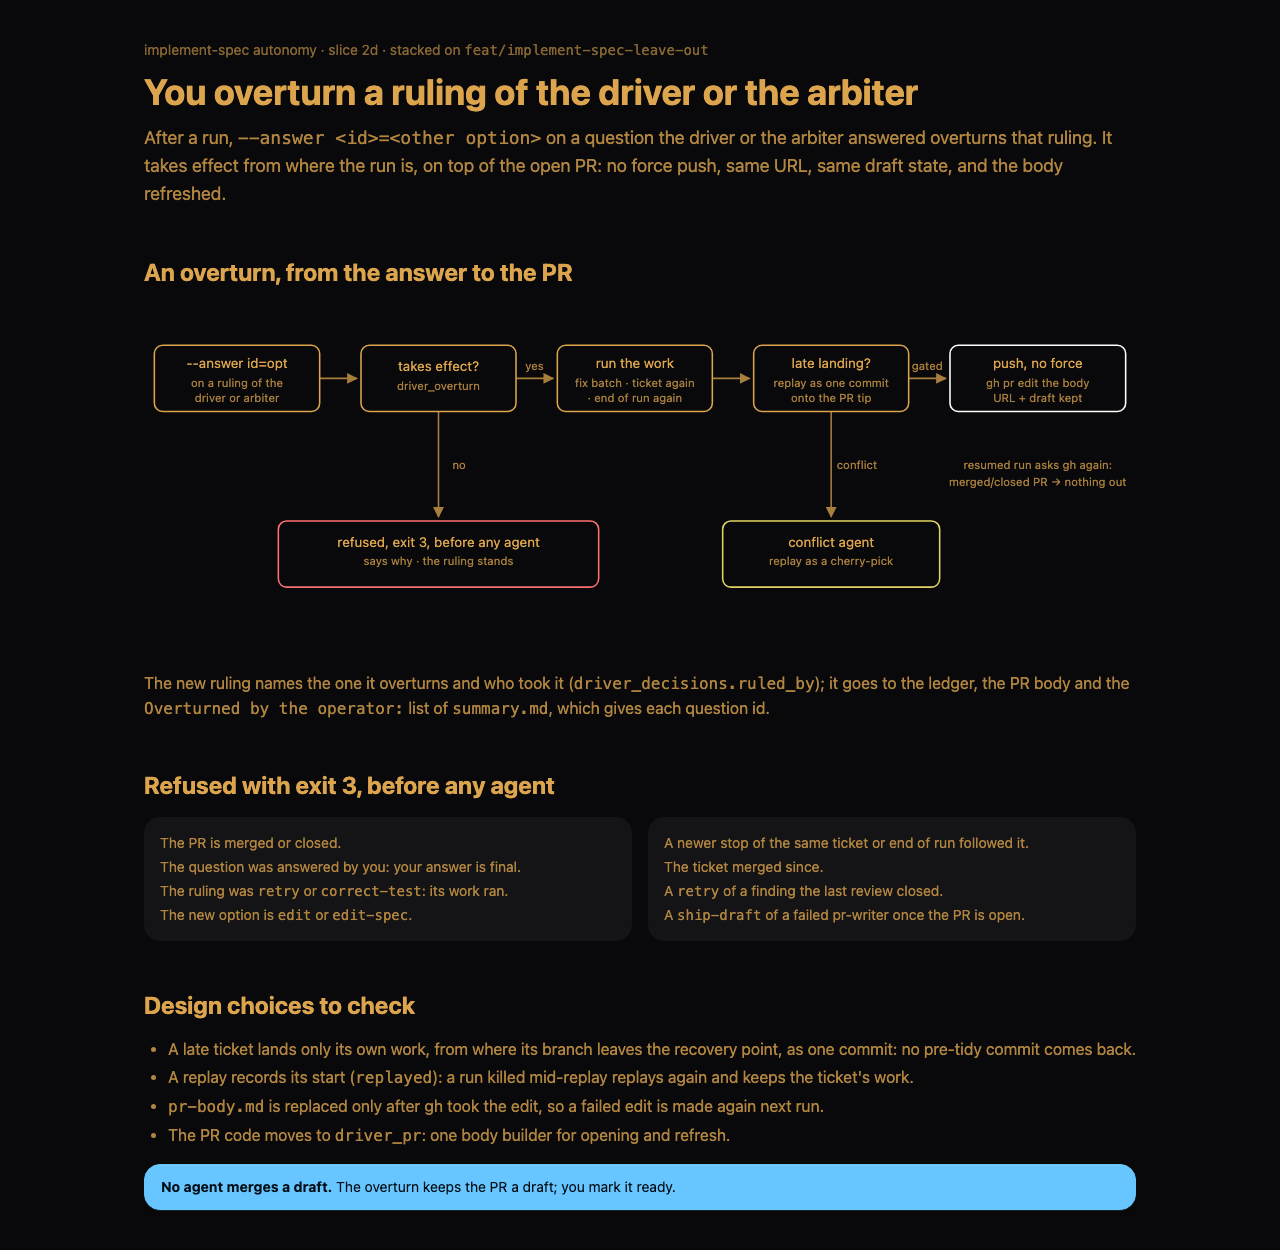 implement-spec autonomy · slice 2d · stacked on feat/implement-spec-leave-out
You overturn a ruling of the driver or the arbiter
After a run, --answer <id>=<other option> on a question the driver or the arbiter answered overturns that ruling. It
takes effect from where the run is, on top of the open PR: no force push, same URL, same draft state, and the body
refreshed.
An overturn, from the answer to the PR
--answer id=opt
on a ruling of the
driver or arbiter
takes effect?
driver_overturn
yes
run the work
fix batch · ticket again
· end of run again
late landing?
replay as one commit
onto the PR tip
gated
push, no force
gh pr edit the body
URL + draft kept
no
conflict
resumed run asks gh again:
merged/closed PR → nothing out
refused, exit 3, before any agent
says why · the ruling stands
conflict agent
replay as a cherry-pick
The new ruling names the one it overturns and who took it (driver_decisions.ruled_by); it goes to the ledger, the PR body and the
Overturned by the operator: list of summary.md, which gives each question id.
Refused with exit 3, before any agent
The PR is merged or closed.
The question was answered by you: your answer is final.
The ruling was retry or correct-test: its work ran.
The new option is edit or edit-spec.
A newer stop of the same ticket or end of run followed it.
The ticket merged since.
A retry of a finding the last review closed.
A ship-draft of a failed pr-writer once the PR is open.
Design choices to check
• A late ticket lands only its own work, from where its branch leaves the recovery point, as one commit: no pre-tidy commit comes back.
• A replay records its start (replayed): a run killed mid-replay replays again and keeps the ticket's work.
• pr-body.md is replaced only after gh took the edit, so a failed edit is made again next run.
• The PR code moves to driver_pr: one body builder for opening and refresh.
No agent merges a draft. The overturn keeps the PR a draft; you mark it ready.